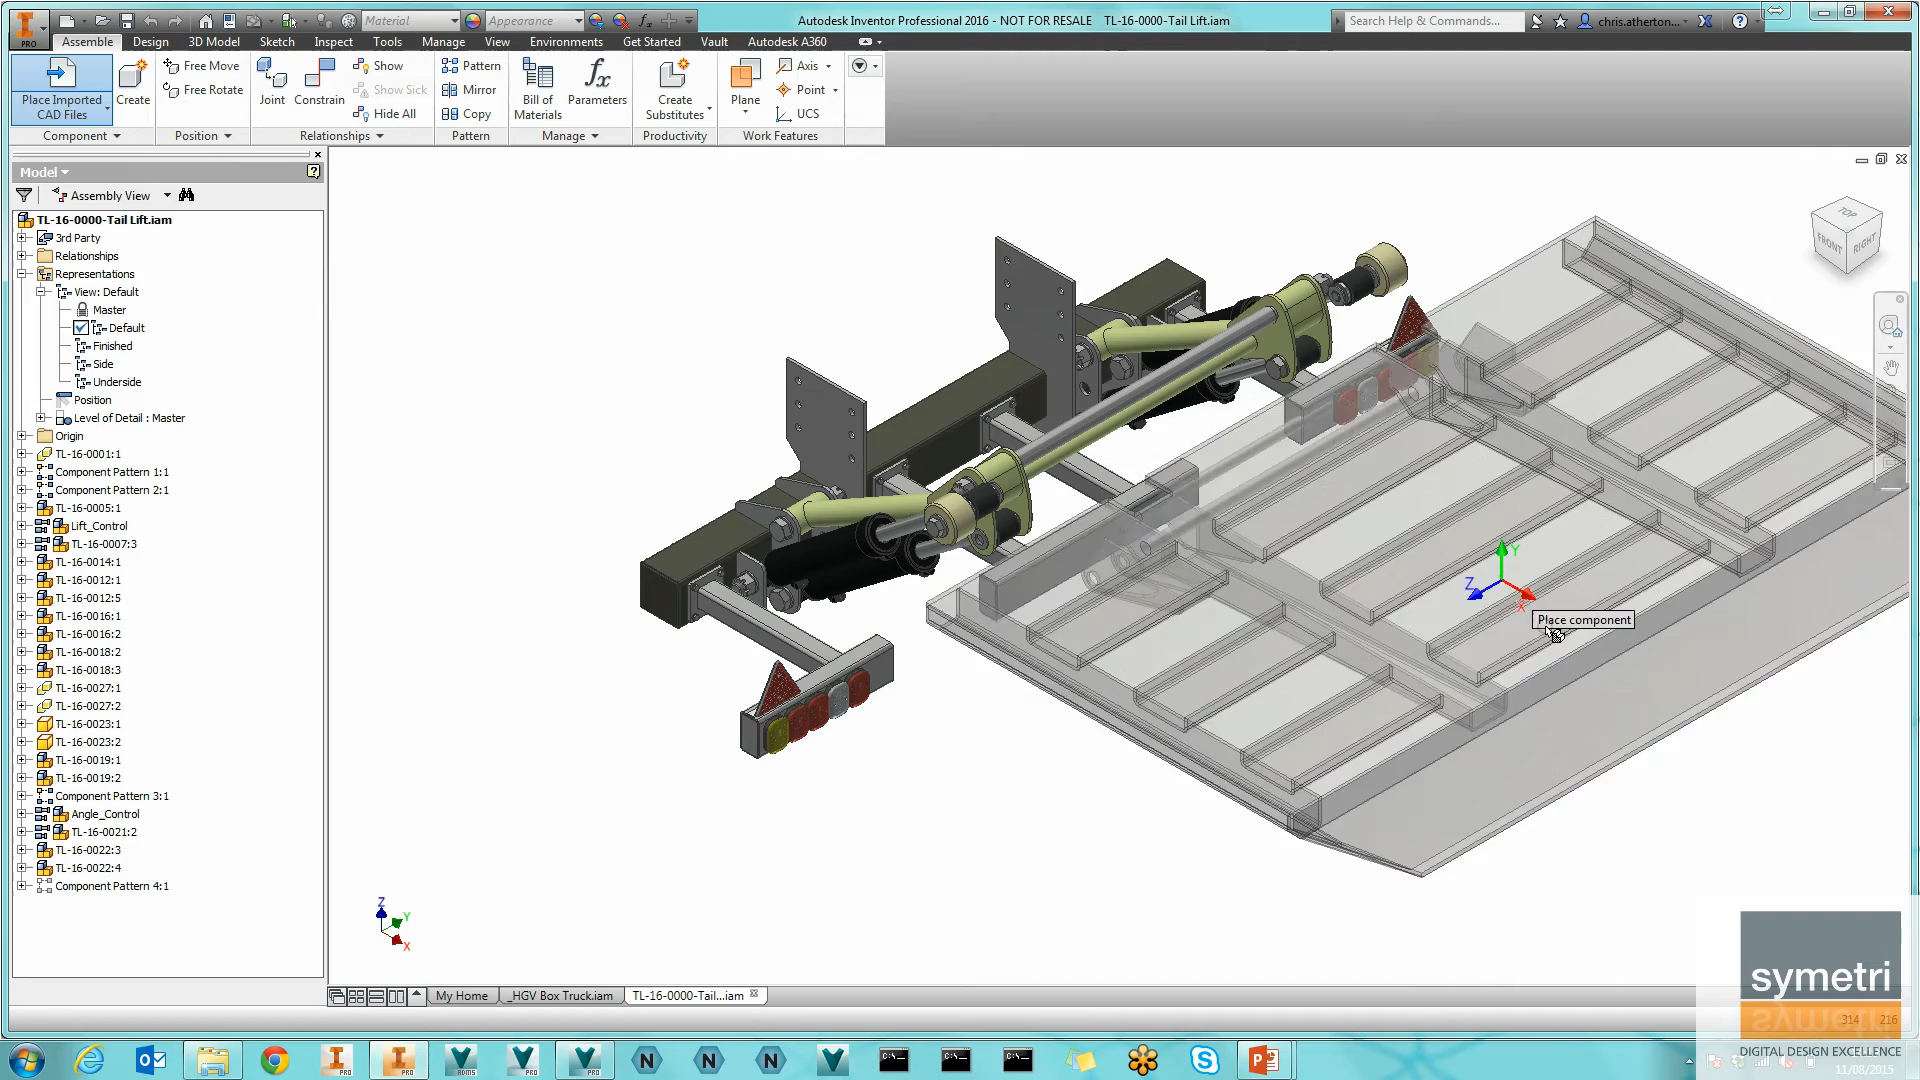 Material
Appearance
Autodesk Inventor Professional 2016 - NOT FOR RESALE TL-16-0000-Tail Lift.iam
Search Help & Commands...
chris.atherton...
PRO
Assemble Design 3D Model Sketch Inspect Tools Manage View Environments Get Started Vault Autodesk A360
Place Imported CAD Files
Create
Free Move
Free Rotate
Joint
Constrain
Show
Show Sick
Hide All
Pattern
Mirror
Copy
Bill of Materials
Parameters
Create Substitutes
Plane
Axis
Point
UCS
Component Position Relationships Pattern Manage Productivity Work Features
Model
Assembly View
TL-16-0000-Tail Lift.iam
3rd Party
Relationships
Representations
View: Default
Master
Default
Finished
Side
Underside
Position
Level of Detail : Master
Origin
TL-16-0001:1
Component Pattern 1:1
Component Pattern 2:1
TL-16-0005:1
Lift_Control
TL-16-0007:3
TL-16-0014:1
TL-16-0012:1
TL-16-0012:5
TL-16-0016:1
TL-16-0016:2
TL-16-0018:2
TL-16-0018:3
TL-16-0027:1
TL-16-0027:2
TL-16-0023:1
TL-16-0023:2
TL-16-0019:1
TL-16-0019:2
Component Pattern 3:1
Angle_Control
TL-16-0021:2
TL-16-0022:3
TL-16-0022:4
Component Pattern 4:1
TOP
FRONT
RIGHT
Y
Z
X
Place component
Z
Y
X
My Home
_HGV Box Truck.iam
TL-16-0000-Tail...iam
symetri
314 216
DIGITAL DESIGN EXCELLENCE
11/08/2015